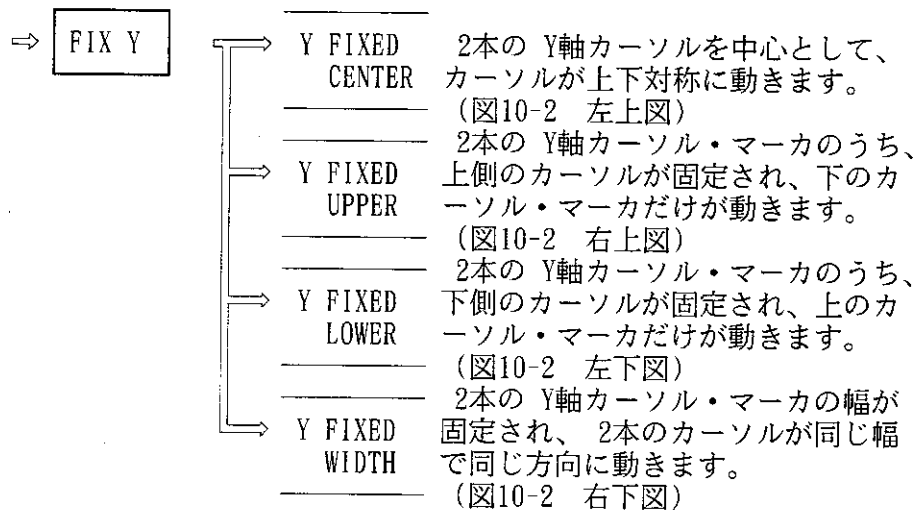 FIX Y
Y FIXED
CENTER
2本の Y軸カーソルを中心として、
カーソルが上下対称に動きます。
(図10-2 左上図)
Y FIXED
UPPER
2本の Y軸カーソル・マーカのうち、
上側のカーソルが固定され、下のカ
ーソル・マーカだけが動きます。
(図10-2 右上図)
Y FIXED
LOWER
2本の Y軸カーソル・マーカのうち、
下側のカーソルが固定され、上のカ
ーソル・マーカだけが動きます。
(図10-2 左下図)
Y FIXED
WIDTH
2本の Y軸カーソル・マーカの幅が
固定され、 2本のカーソルが同じ幅
で同じ方向に動きます。
(図10-2 右下図)